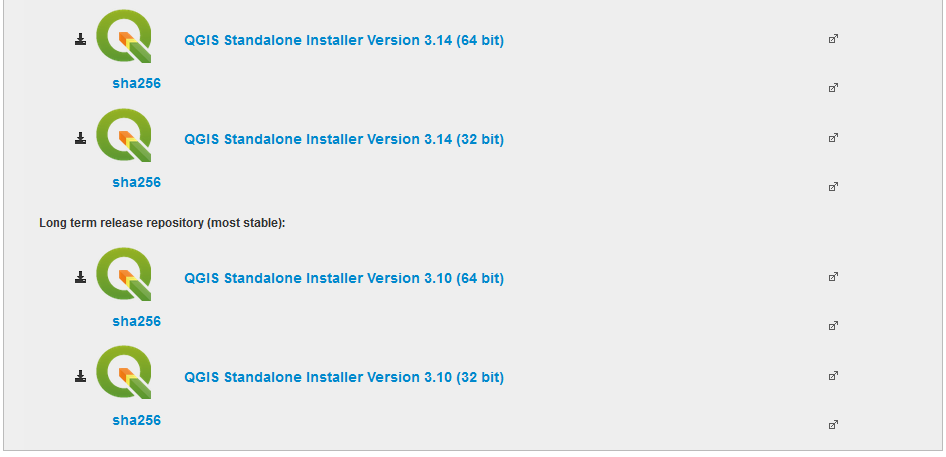 QGIS Standalone Installer Version 3.14 (64 bit)
sha256
QGIS Standalone Installer Version 3.14 (32 bit)
sha256
Long term release repository (most stable):
QGIS Standalone Installer Version 3.10 (64 bit)
sha256
QGIS Standalone Installer Version 3.10 (32 bit)
sha256